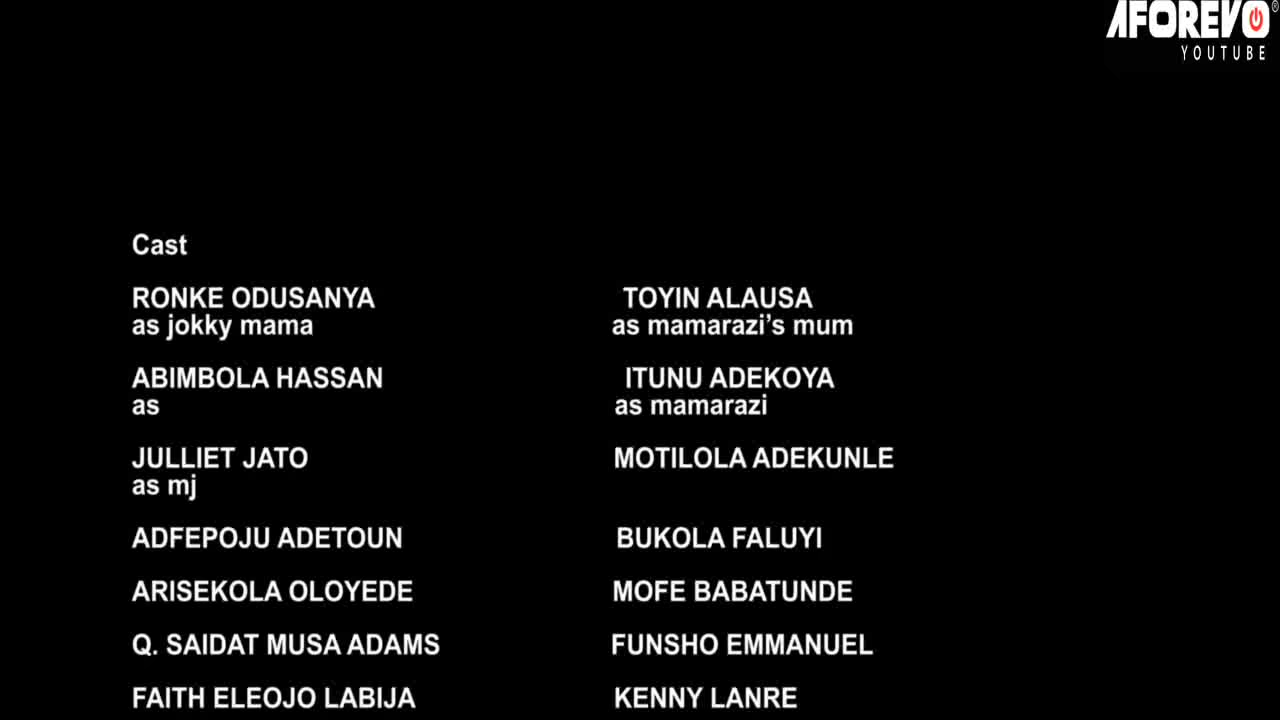 AFOREVO
YOUTUBE
Cast
RONKE ODUSANYA
as jokky mama
TOYIN ALAUSA
as mamarazi's mum
ABIMBOLA HASSAN
as
ITUNU ADEKOYA
as mamarazi
JULLIET JATO
as mj
MOTILOLA ADEKUNLE
ADFEPOJU ADETOUN
BUKOLA FALUYI
ARISEKOLA OLOYEDE
MOFE BABATUNDE
Q. SAIDAT MUSA ADAMS
FUNSHO EMMANUEL
FAITH ELEOJO LABIJA
KENNY LANRE